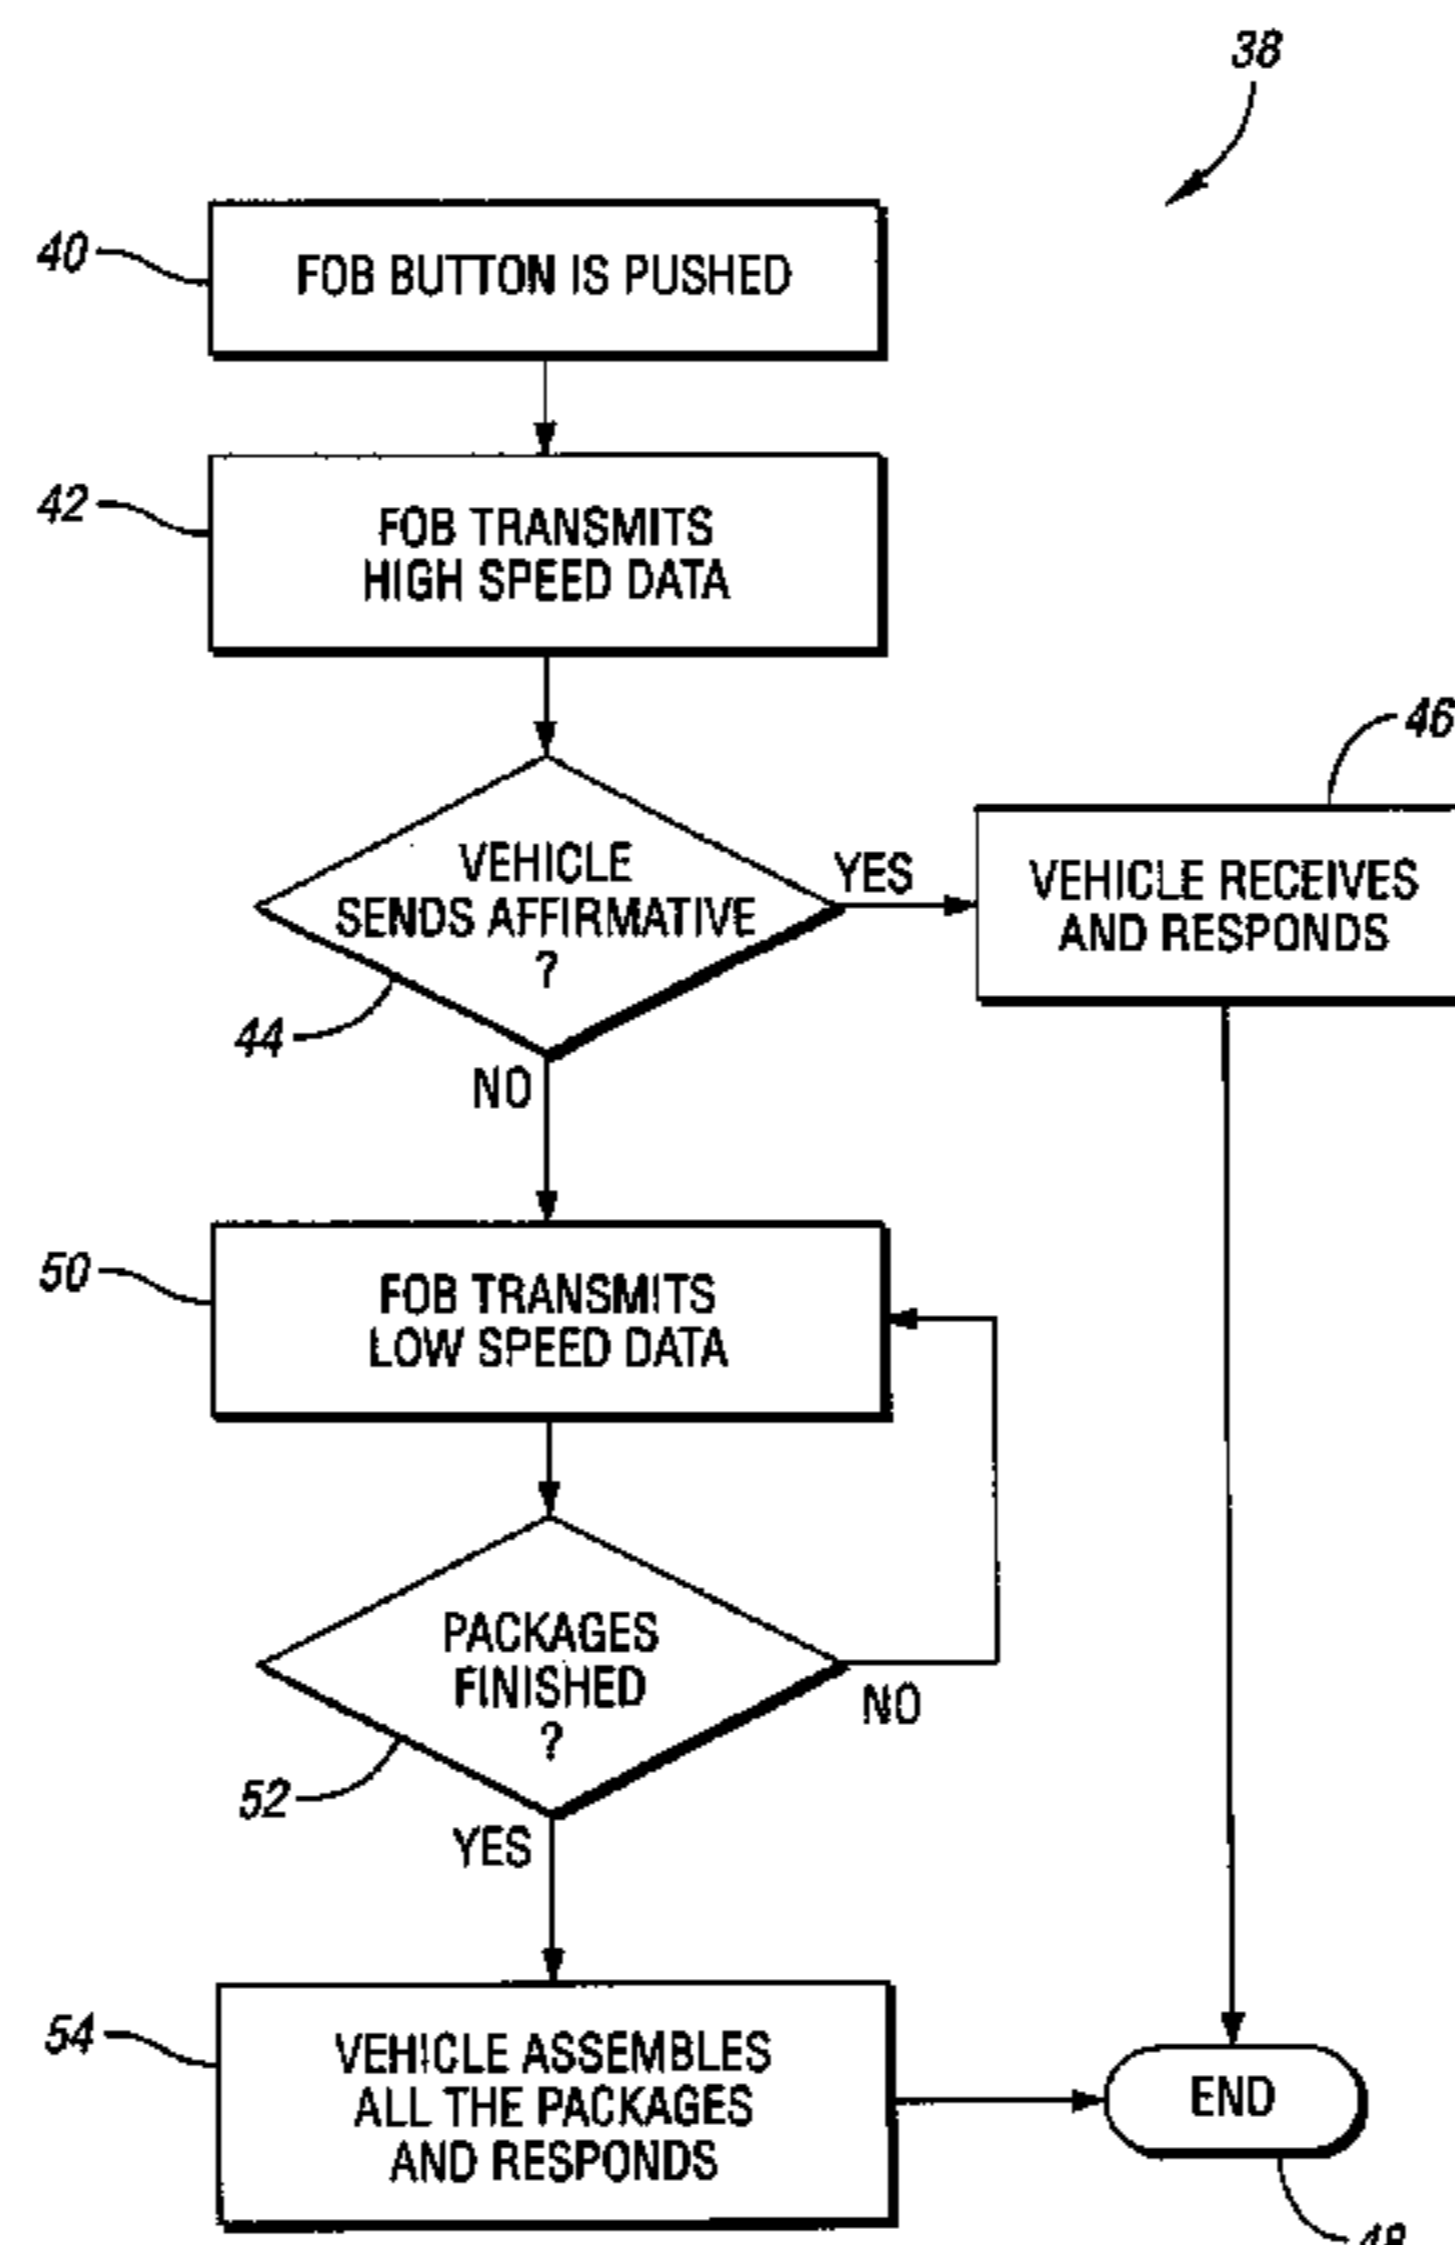 38
40
FOB BUTTON IS PUSHED
42
FOB TRANSMITS
HIGH SPEED DATA
46
VEHICLE
SENDS AFFIRMATIVE
?
YES
VEHICLE RECEIVES
AND RESPONDS
44
NO
50
FOB TRANSMITS
LOW SPEED DATA
PACKAGES
FINISHED
?
NO
52
YES
54
VEHICLE ASSEMBLES
ALL THE PACKAGES
AND RESPONDS
END